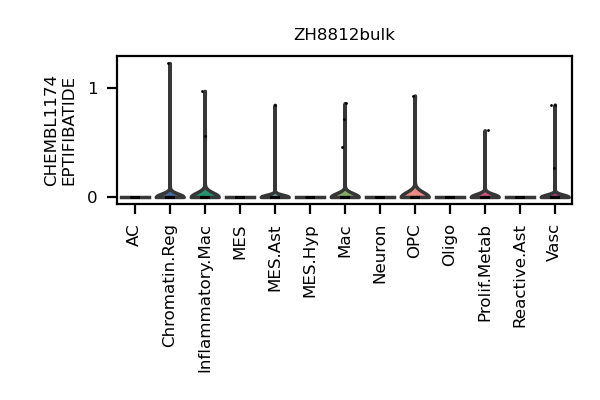 ZH8812bulk
CHEMBL1174
EPTIFIBATIDE
1
0
AC
Chromatin.Reg
Inflammatory.Mac
MES
MES.Ast
MES.Hyp
Mac
Neuron
OPC
Oligo
Prolif.Metab
Reactive.Ast
Vasc